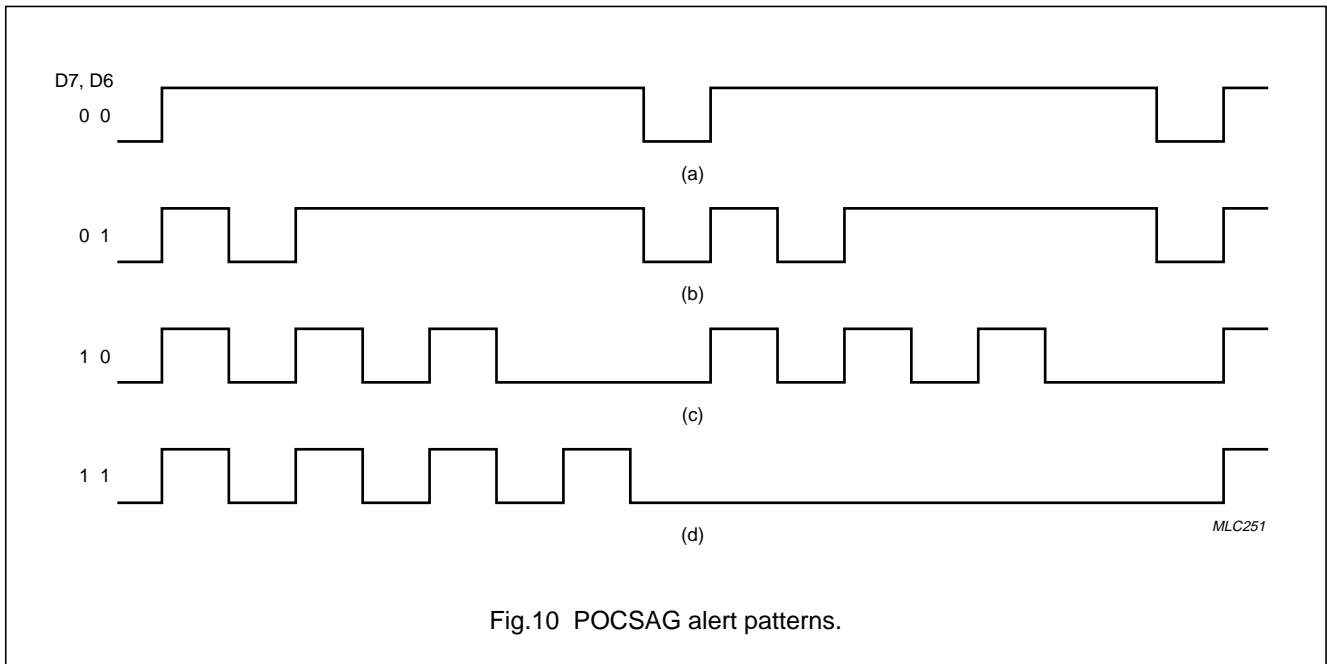 D7, D6
0 0
(a)
0 1
(b)
1 0
(c)
1 1
(d)
MLC251
Fig.10 POCSAG alert patterns.